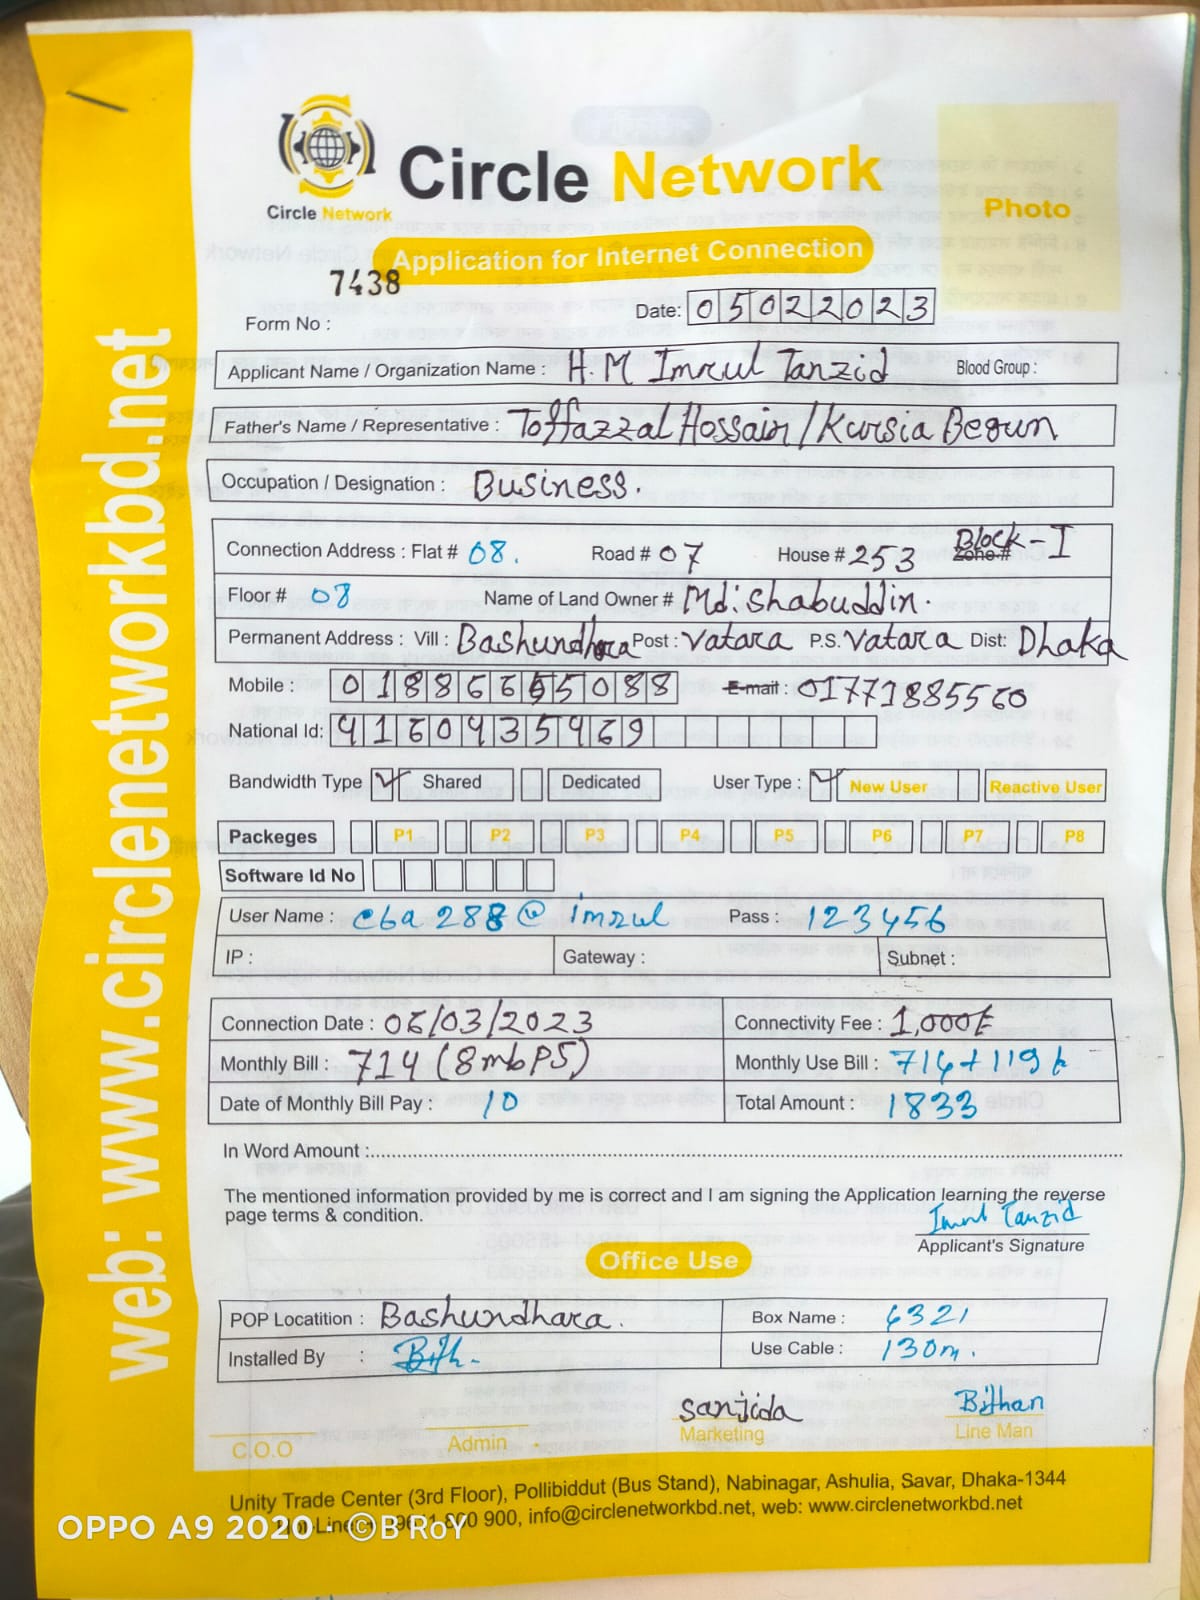 web: www.circlenetworkbd.net
Circle Network
Circle Network
Photo
Application for Internet Connection
7438
Form No :
Date: 05022023
Applicant Name / Organization Name : H.M Imrul Tanzid Blood Group :
Father's Name / Representative : Toffazzal Hossain / Kursia Begun
Occupation / Designation : Business.
Connection Address : Flat # 08. Road # 07 House # 253 Zone # Block-I
Floor # 08 Name of Land Owner # Md: Shabuddin.
Permanent Address : Vill : Bashundhara Post : Vatara P.S. Vatara Dist: Dhaka
Mobile : 01886655088 E-mail : 01771885560
National Id: 4160435469
Bandwidth Type ✓ Shared Dedicated User Type : ✓ New User Reactive User
Packeges P1 P2 P3 P4 P5 P6 P7 P8
Software Id No
User Name : cba 288@imrul Pass : 123456
IP : Gateway : Subnet :
Connection Date : 06/03/2023 Connectivity Fee : 1,000
Monthly Bill : 714 (8mbPS) Monthly Use Bill : 714+119
Date of Monthly Bill Pay : 10 Total Amount : 1833
In Word Amount :
The mentioned information provided by me is correct and I am signing the Application learning the reverse
page terms & condition.
Imrul Tanzid
Applicant's Signature
Office Use
POP Locatition : Bashundhara. Box Name : 6321
Installed By : Use Cable : 130m.
Sanjida Bithan
C.O.O Admin Marketing Line Man
Unity Trade Center (3rd Floor), Pollibiddut (Bus Stand), Nabinagar, Ashulia, Savar, Dhaka-1344
900, info@circlenetworkbd.net, web: www.circlenetworkbd.net
OPPO A9 2020 · ©B RoY